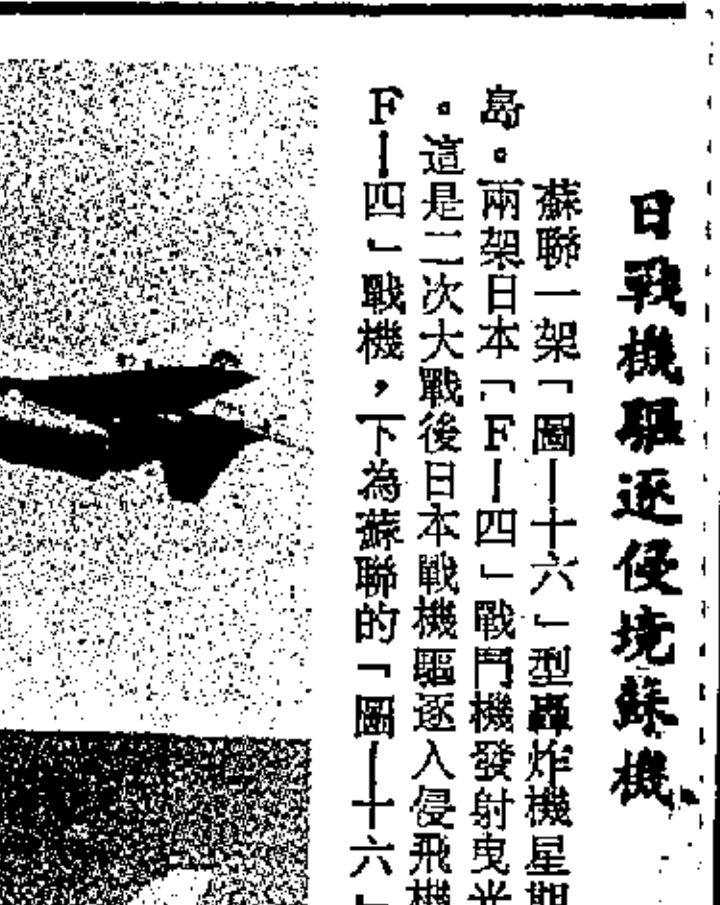 日戰機驅逐侵境蘇機
蘇聯一架「圖—十六」型轟炸機星期
島。兩架日本「F—四」戰鬥機發射曳光
。這是二次大戰後日本戰機驅逐入侵飛機
F—四」戰機,下為蘇聯的「圖—十六」